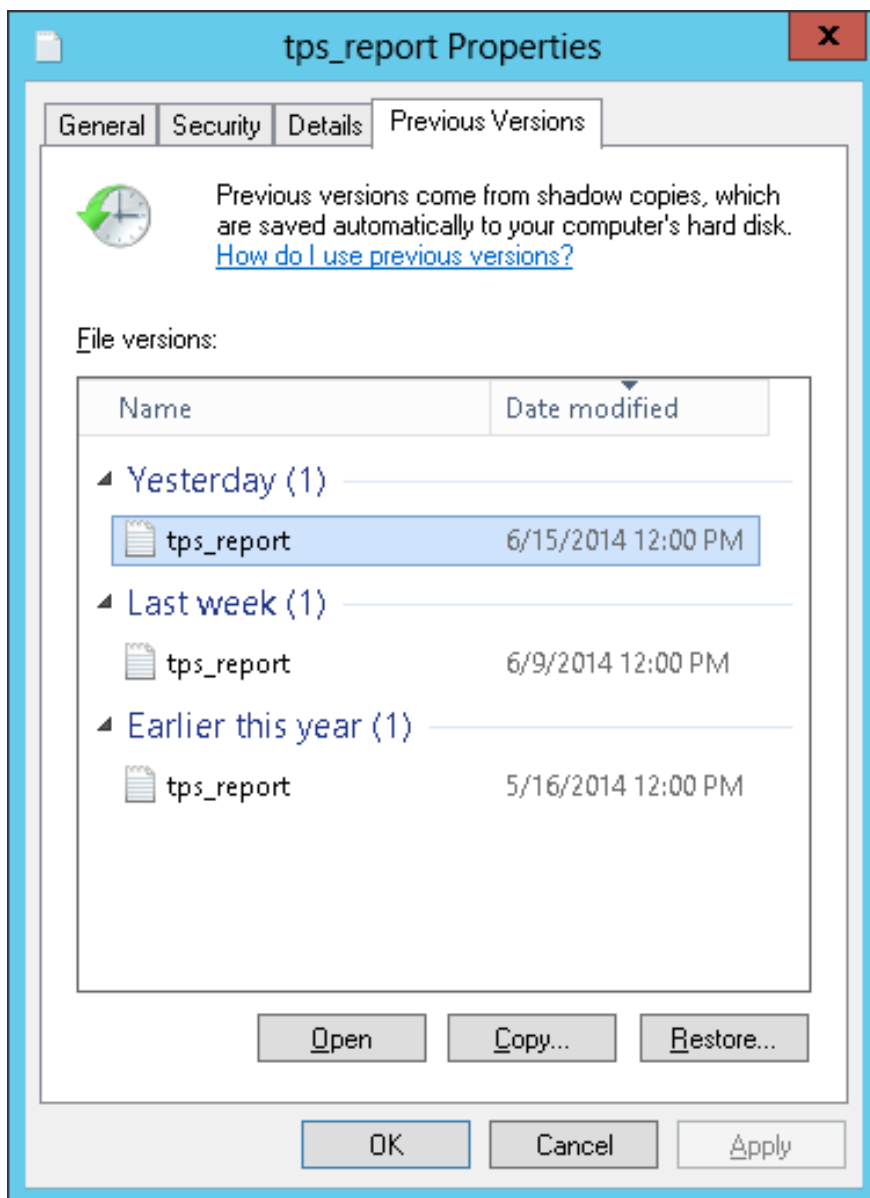 tps_report Properties
x
General Security Details Previous Versions
Previous versions come from shadow copies, which
are saved automatically to your computer's hard disk.
How do I use previous versions?
File versions:
Name Date modified
Yesterday (1)
tps_report 6/15/2014 12:00 PM
Last week (1)
tps_report 6/9/2014 12:00 PM
Earlier this year (1)
tps_report 5/16/2014 12:00 PM
Open Copy... Restore...
OK Cancel Apply